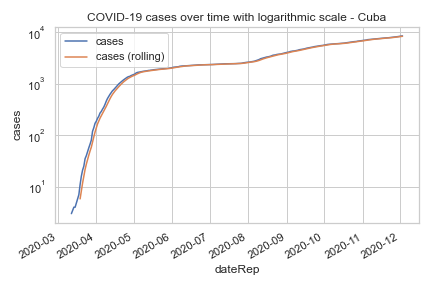 COVID-19 cases over time with logarithmic scale - Cuba
cases
cases (rolling)
10⁴
10³
10²
10¹
cases
2020-03
2020-04
2020-05
2020-06
2020-07
2020-08
2020-09
2020-10
2020-11
2020-12
dateRep